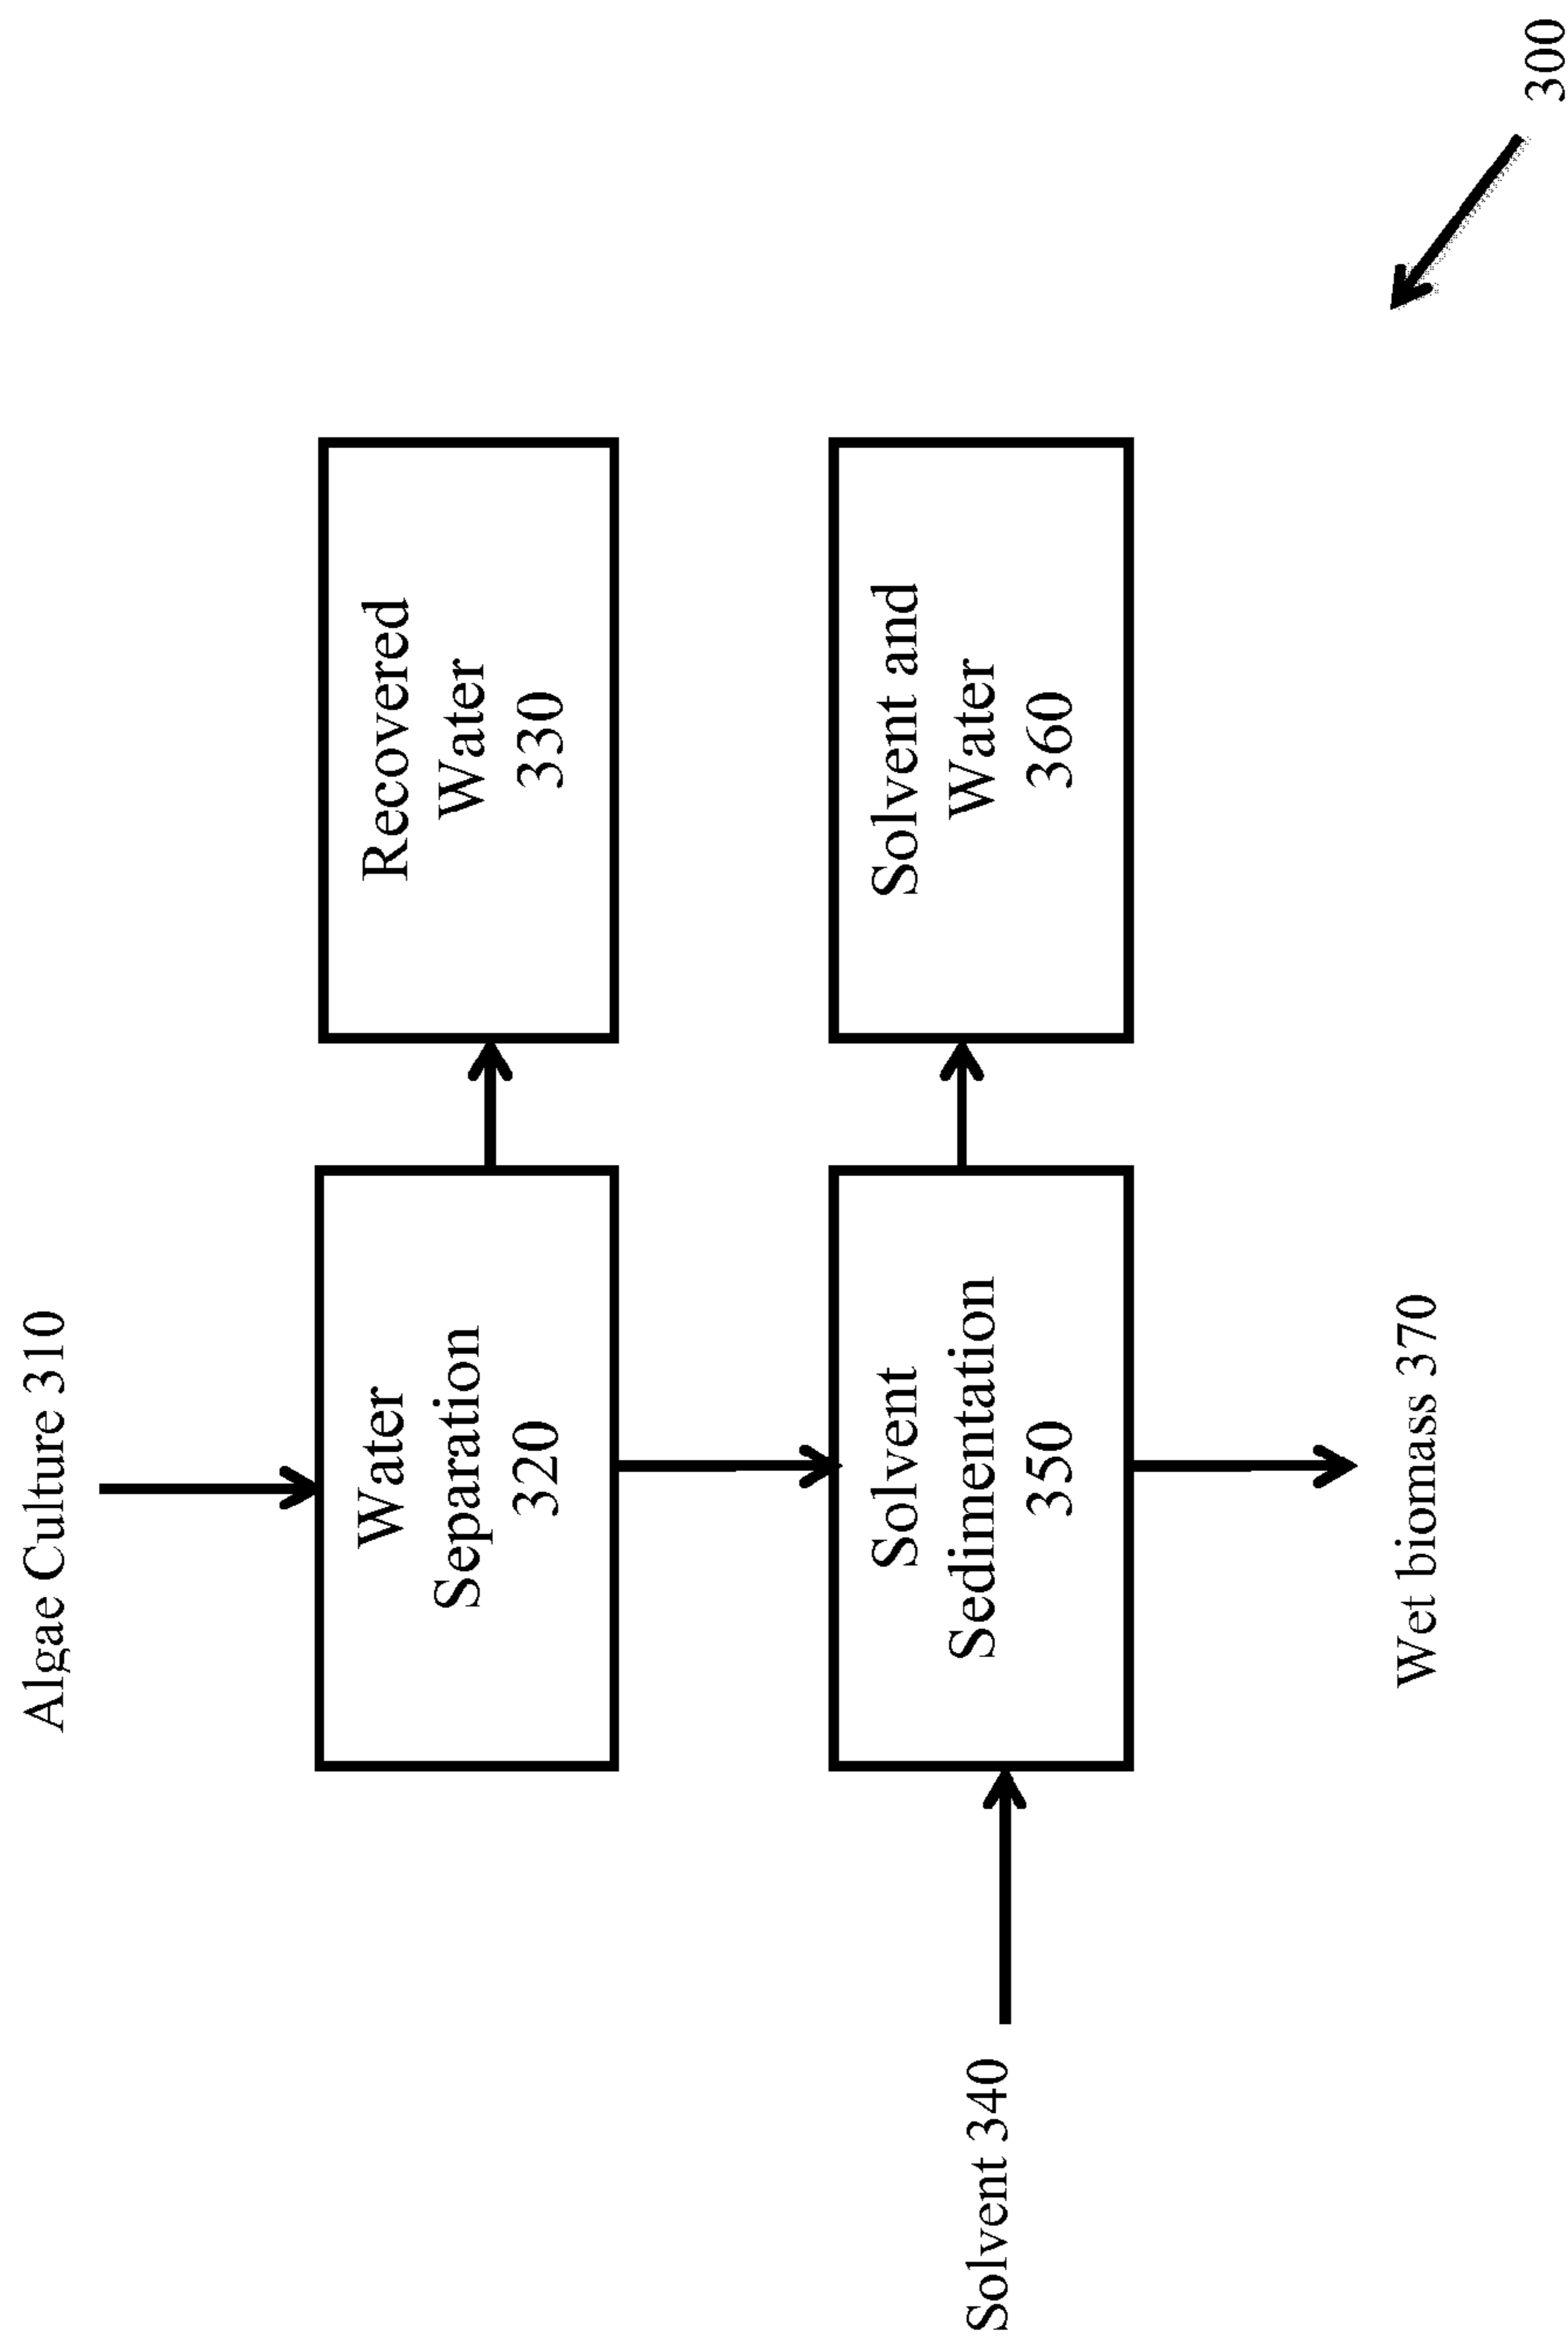 Algae Culture 310
Water
Separation
320
Recovered
Water
330
Solvent 340
Solvent
Sedimentation
350
Solvent and
Water
360
Wet biomass 370
300